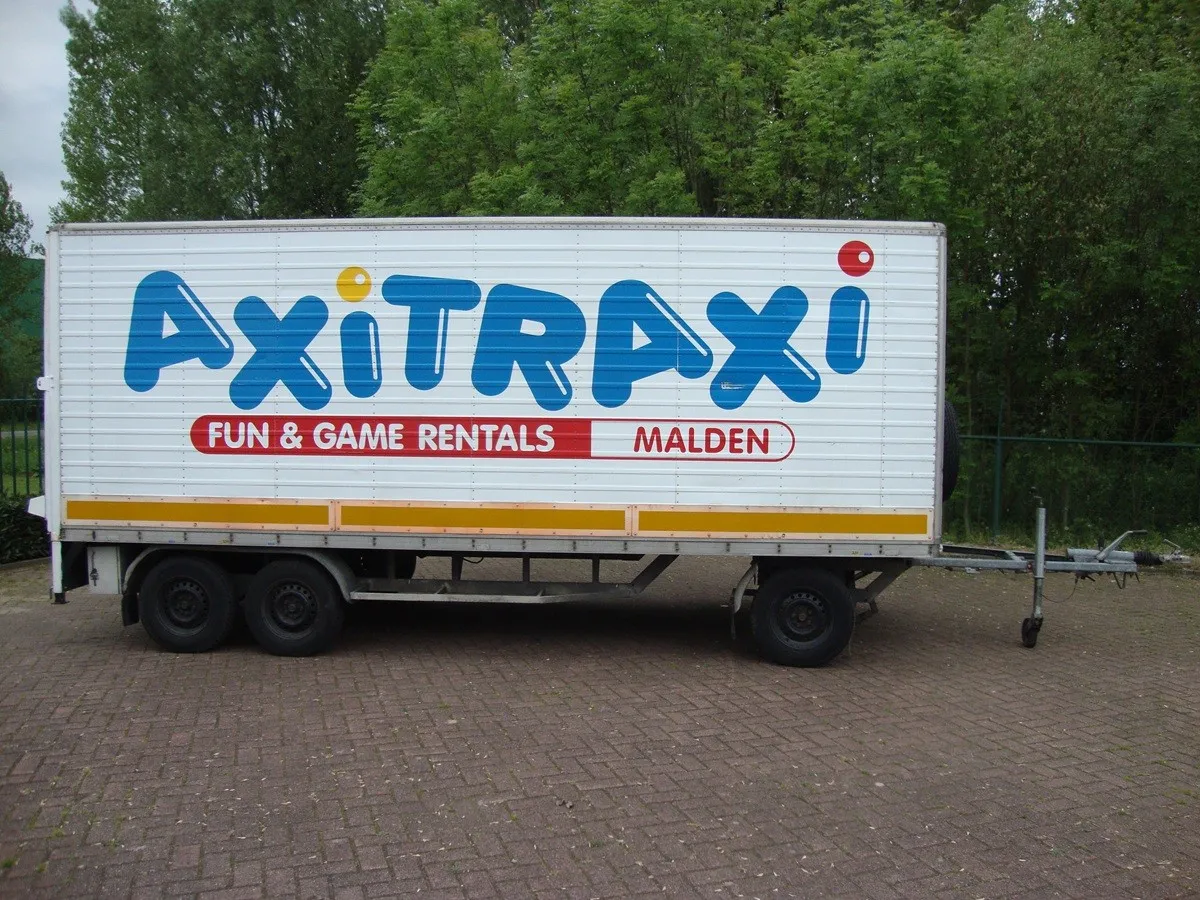 AXiTRAXi
FUN & GAME RENTALS MALDEN